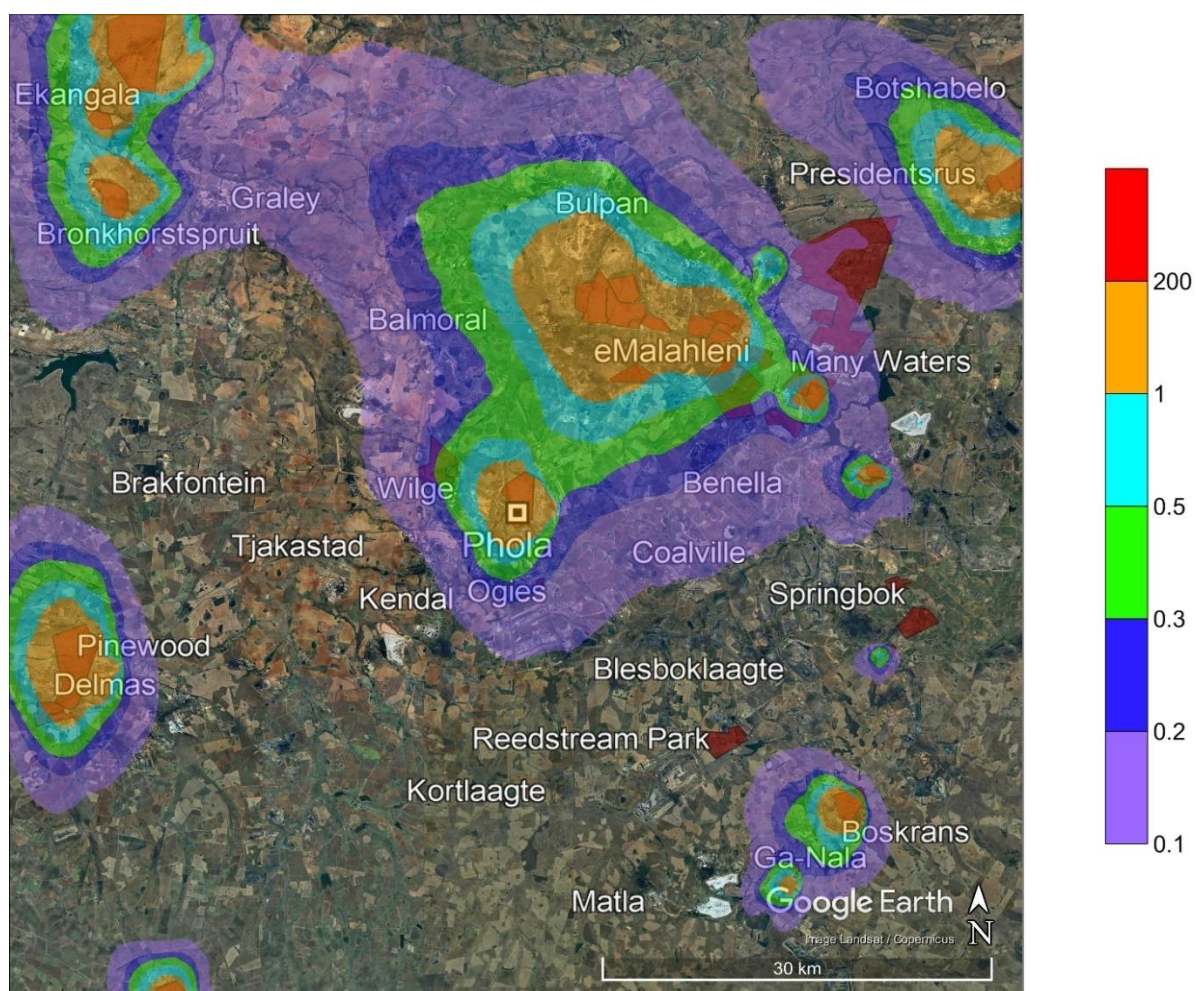 Ekangala
Botshabelo
Presidentsrus
Graley
Bulpan
Bronkhorstspruit
Balmoral
eMalahleni
Many Waters
Brakfontein
Wilge
Benella
Tjakastad
Phola
Coalville
Kendal
Ogies
Springbok
Pinewood
Blesboklaagte
Delmas
Reedstream Park
Kortlaagte
Boskrans
Ga-Nala
Matla
Google Earth
Image Landsat / Copernicus
N
30 km
200
1
0.5
0.3
0.2
0.1